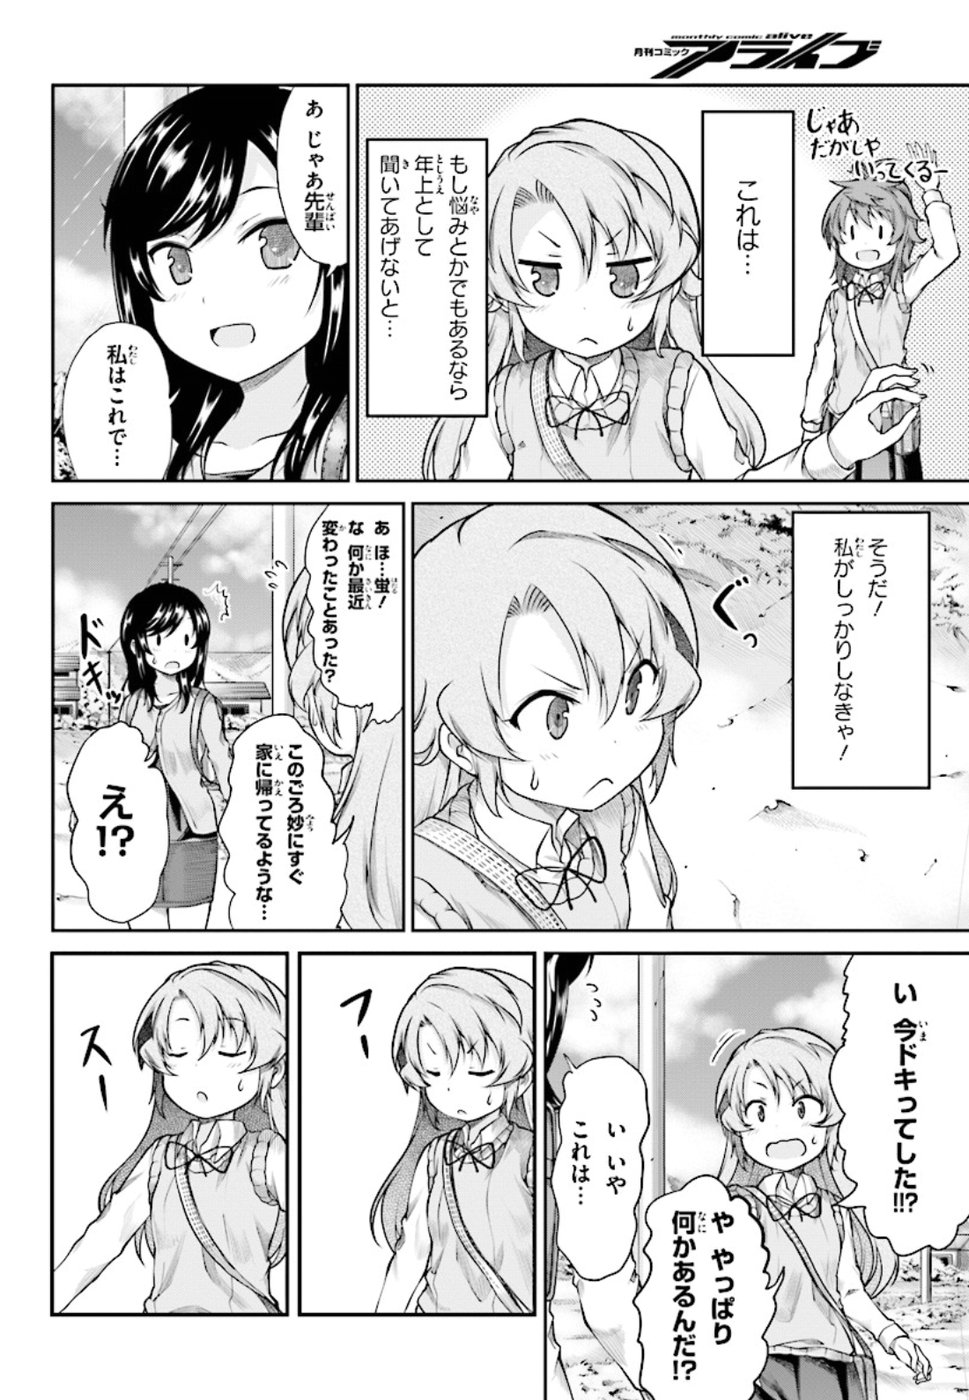 monthly comic alive
月刊コミック
アライブ
じゃあ
だがしや
いってくるー
これは…
もし悩みとかでもあるなら
年上として
聞いてあげないと…
あ じゃあ先輩
私はこれで…
そうだ！
私がしっかりしなきゃ！
ぐっ
あ ほ…蛍！
な 何か最近
変わったことあった？
ドキッ
このごろ妙にすぐ
家に帰ってるような…
え!?
い 今ドキってした!!?
や やっぱり
何かあるんだ!?
い いや
これは…
フー
スー